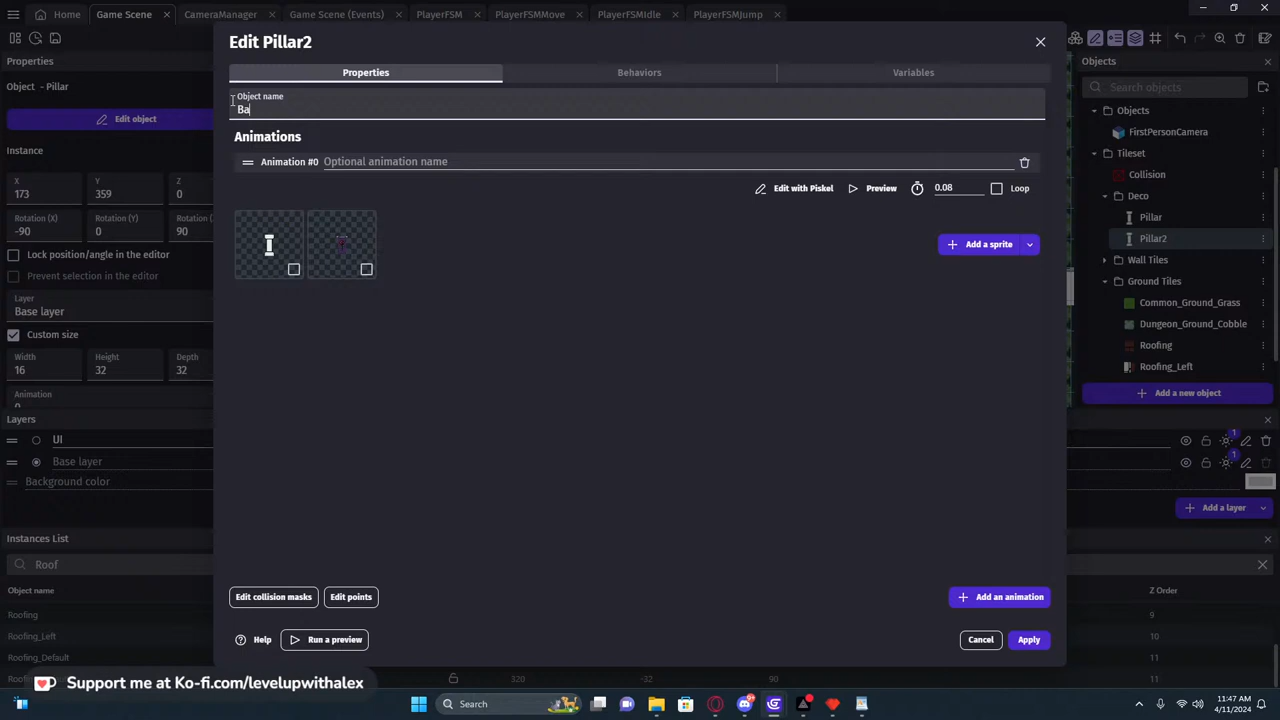 Home
Game Scene
CameraManager
Game Scene (Events)
PlayerFSM
PlayerFSMMove
PlayerFSMIdle
PlayerFSMJump
Properties
Object - Pillar
Edit object
Instance
X
173
Y
359
Z
0
Rotation (X)
-90
Rotation (Y)
0
Rotation (Z)
90
Lock position/angle in the editor
Prevent selection in the editor
Layer
Base layer
Custom size
Width
16
Height
32
Depth
32
Animation
Layers
UI
Base layer
Background color
Instances List
Roof
Object name
Roofing
Roofing_Left
Roofing_Default
Edit Pillar2
Properties
Behaviors
Variables
Object name
Ba
Animations
Animation #0
Optional animation name
Edit with Piskel
Preview
0.08
Loop
Add a sprite
Edit collision masks
Edit points
Add an animation
Help
Run a preview
Cancel
Apply
320
-32
90
Objects
Search objects
Objects
FirstPersonCamera
Tileset
Collision
Deco
Pillar
Pillar2
Wall Tiles
Ground Tiles
Common_Ground_Grass
Dungeon_Ground_Cobble
Roofing
Roofing_Left
Add a new object
1
1
Add a layer
Z Order
9
10
11
11
Support me at Ko-fi.com/levelupwithalex
Search
11:47 AM
4/11/2024